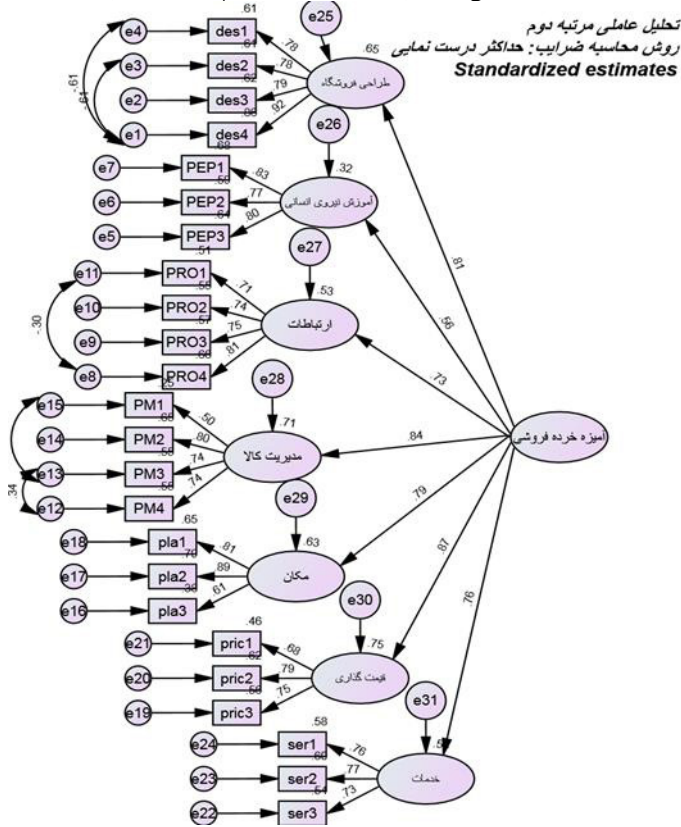 تحلیل عاملی مرتبه دوم
روش محاسبه ضرایب: حداکثر درست نمایی
Standardized estimates
e25
.65
طراحی فروشگاه
e4
.61
des1
.78
e3
.61
des2
.78
e2
.62
des3
.79
e1
.86
des4
.92
-.61
-.61
e26
.32
آموزش نیروی انسانی
e7
.68
PEP1
.83
e6
.59
PEP2
.77
e5
.64
PEP3
.80
e27
.53
ارتباطات
e11
.51
PRO1
.71
e10
.55
PRO2
.74
e9
.57
PRO3
.75
e8
.66
PRO4
.81
-.30
e28
.71
مدیریت کالا
e15
.25
PM1
.50
e14
.65
PM2
.80
e13
.55
PM3
.74
e12
.55
PM4
.74
.34
e29
.63
مکان
e18
.65
pla1
.81
e17
.79
pla2
.89
e16
.38
pla3
.61
e30
.75
قیمت گذاری
e21
.46
pric1
.68
e20
.62
pric2
.79
e19
.56
pric3
.75
e31
خدمات
e24
.58
ser1
.76
e23
.60
ser2
.77
e22
.54
ser3
.73
آمیزه خرده فروشی
.81
.56
.73
.84
.79
.87
.76